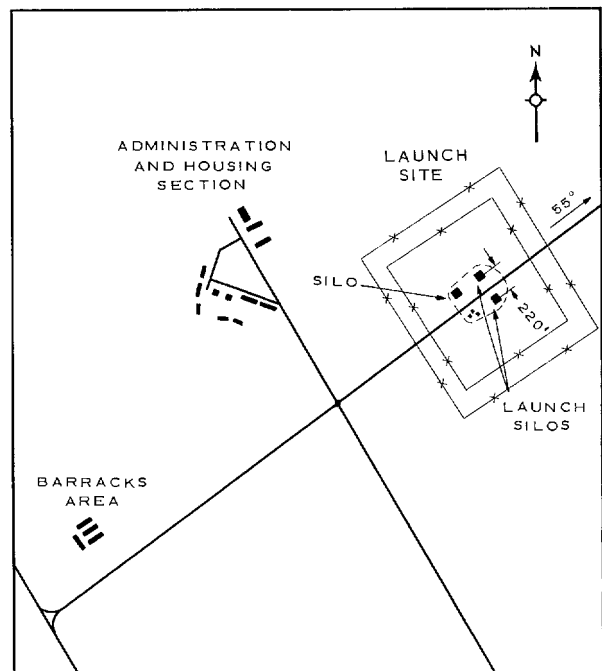 N
ADMINISTRATION
AND HOUSING
SECTION
LAUNCH
SITE
55°
SILO
220'
LAUNCH
SILOS
BARRACKS
AREA